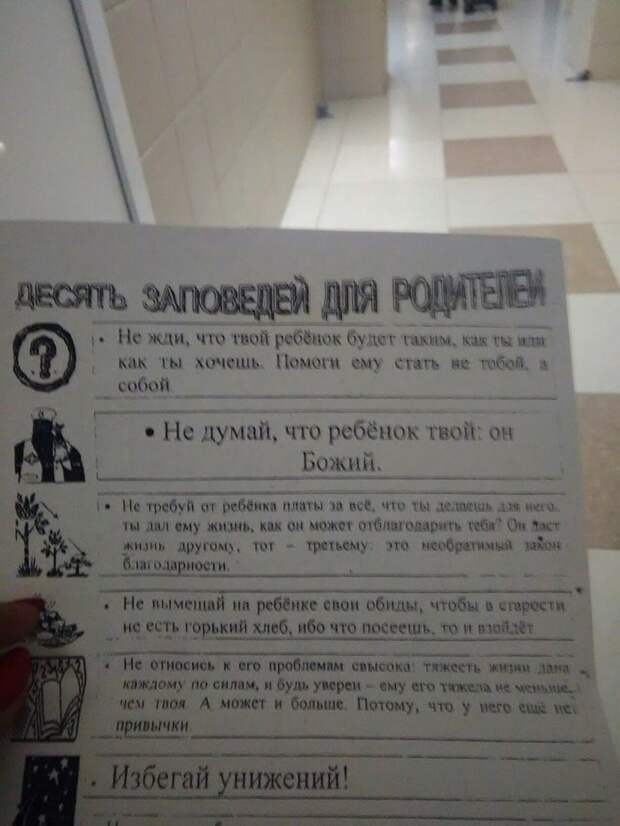 ДЕСЯТЬ ЗАПОВЕДЕЙ ДЛЯ РОДИТЕЛЕЙ
• Не жди, что твой ребёнок будет таким, как ты или
как ты хочешь. Помоги ему стать не тобой, а
собой
• Не думай, что ребёнок твой: он
Божий.
• Не требуй от ребёнка платы за всё, что ты делаешь для него.
ты дал ему жизнь, как он может отблагодарить тебя? Он даст
жизнь другому, тот – третьему: это необратимый закон
благодарности.
• Не вымещай на ребёнке свои обиды, чтобы в старости
не есть горький хлеб, ибо что посеешь, то и взойдёт
• Не относись к его проблемам свысока: тяжесть жизни дана
каждому по силам, и будь уверен – ему его тяжела не меньше,
чем твоя. А может и больше. Потому, что у него ещё нет
привычки.
• Избегай унижений!